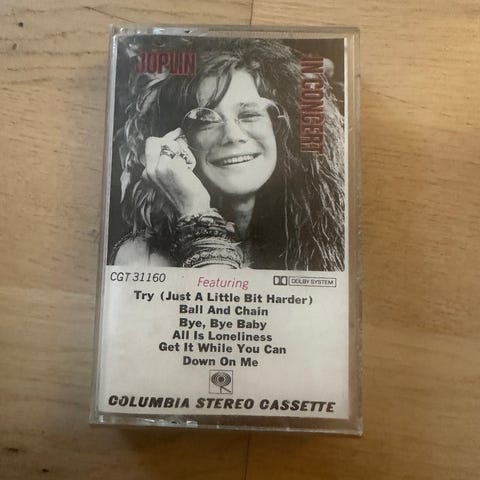 JOPLIN
IN CONCERT
CGT 31160
Featuring
DOLBY SYSTEM
Try (Just A Little Bit Harder)
Ball And Chain
Bye, Bye Baby
All Is Loneliness
Get It While You Can
Down On Me
COLUMBIA STEREO CASSETTE